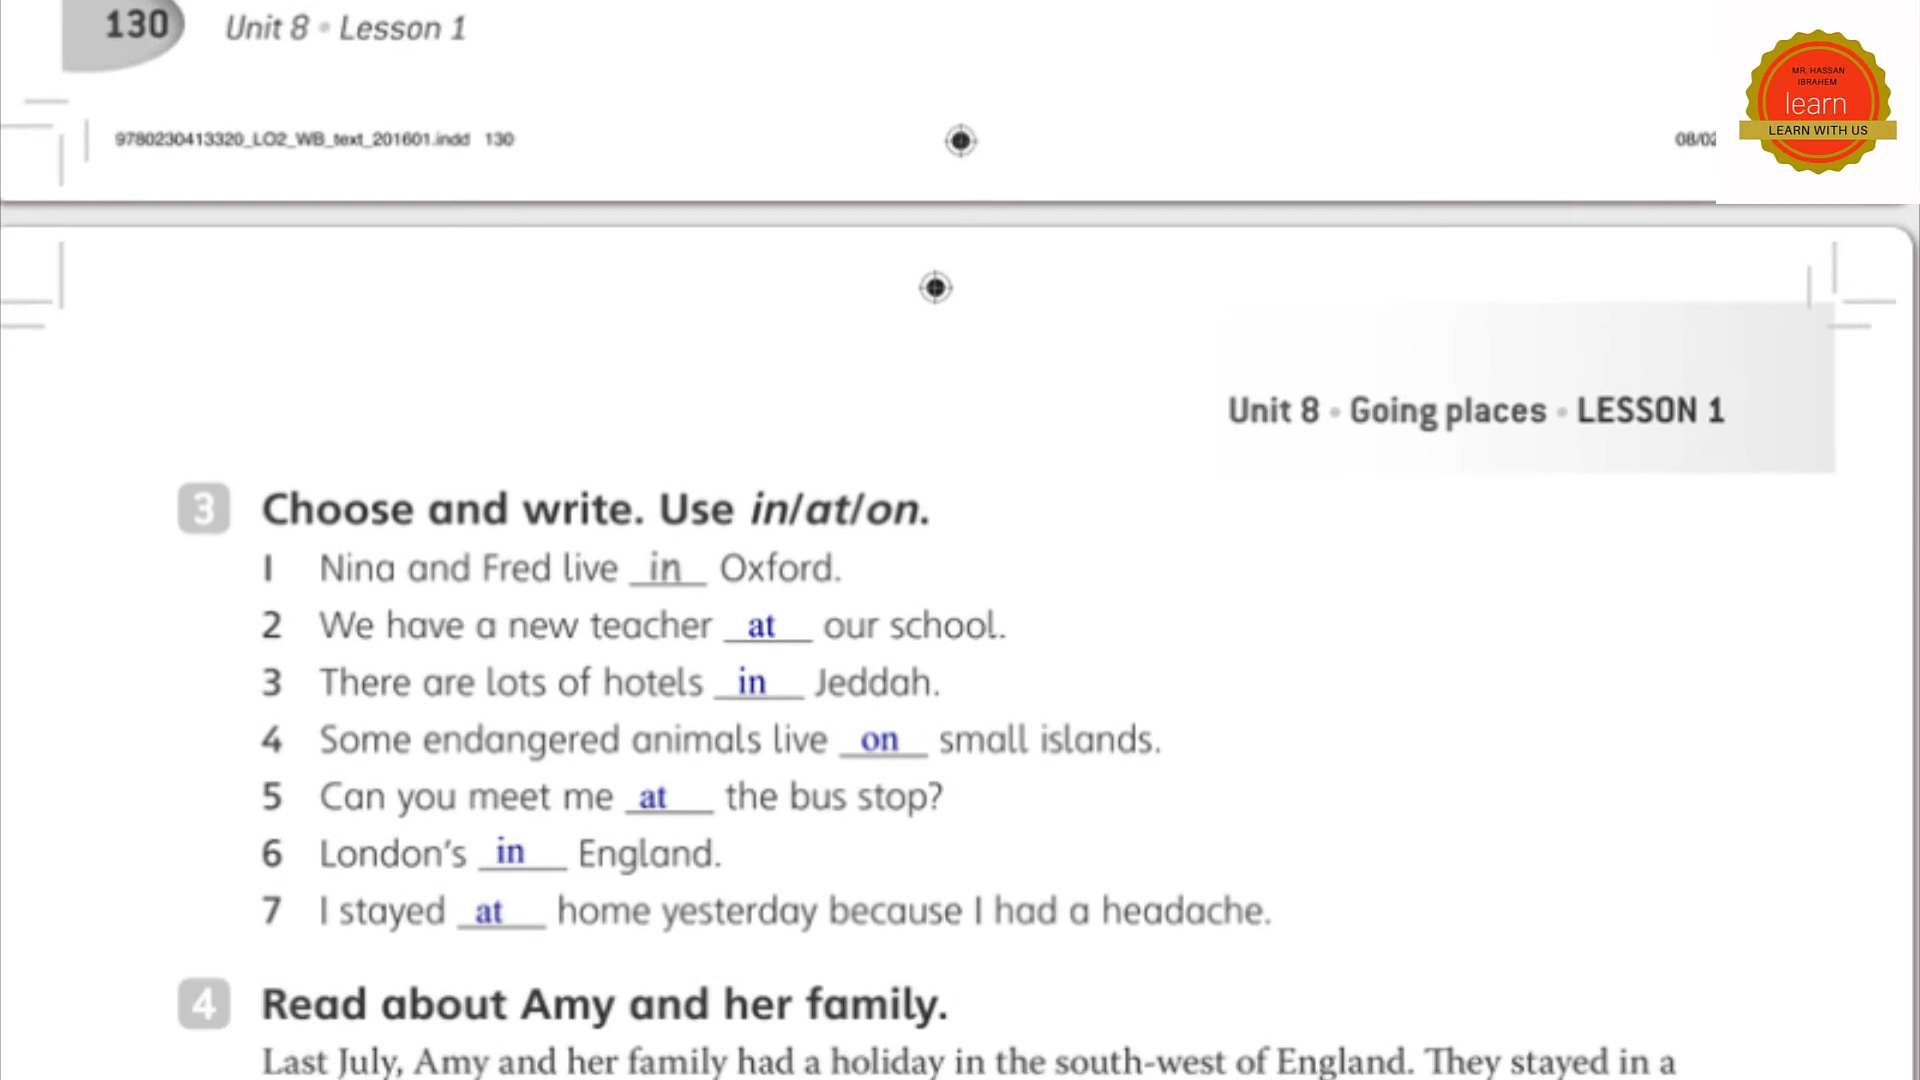 130 Unit 8 • Lesson 1
MR. HASSAN
IBRAHEM
learn
LEARN WITH US
9780230413320_LO2_WB_text_201601.indd 130
08/02
Unit 8 • Going places • LESSON 1
3 Choose and write. Use in/at/on.
1 Nina and Fred live in Oxford.
2 We have a new teacher at our school.
3 There are lots of hotels in Jeddah.
4 Some endangered animals live on small islands.
5 Can you meet me at the bus stop?
6 London's in England.
7 I stayed at home yesterday because I had a headache.
4 Read about Amy and her family.
Last July, Amy and her family had a holiday in the south-west of England. They stayed in a